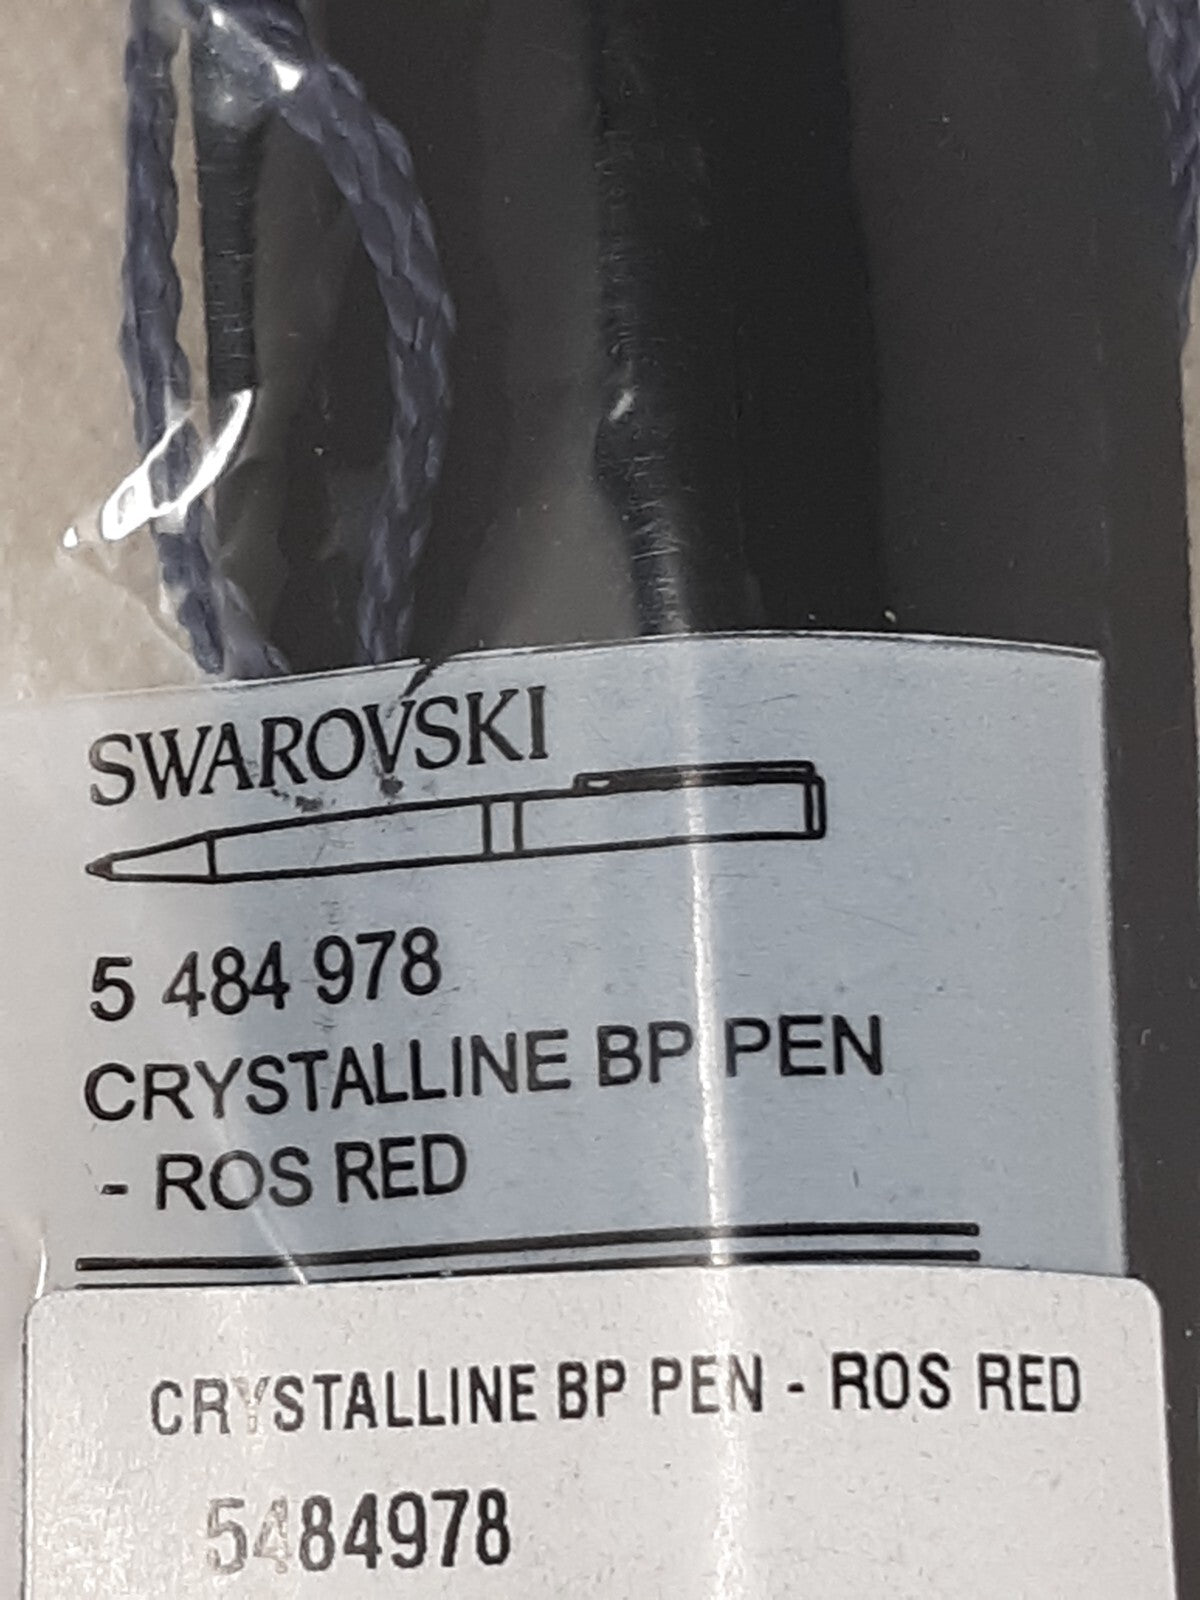 SWAROVSKI
5 484 978
CRYSTALLINE BP PEN
- ROS RED
CRYSTALLINE BP PEN - ROS RED
5484978